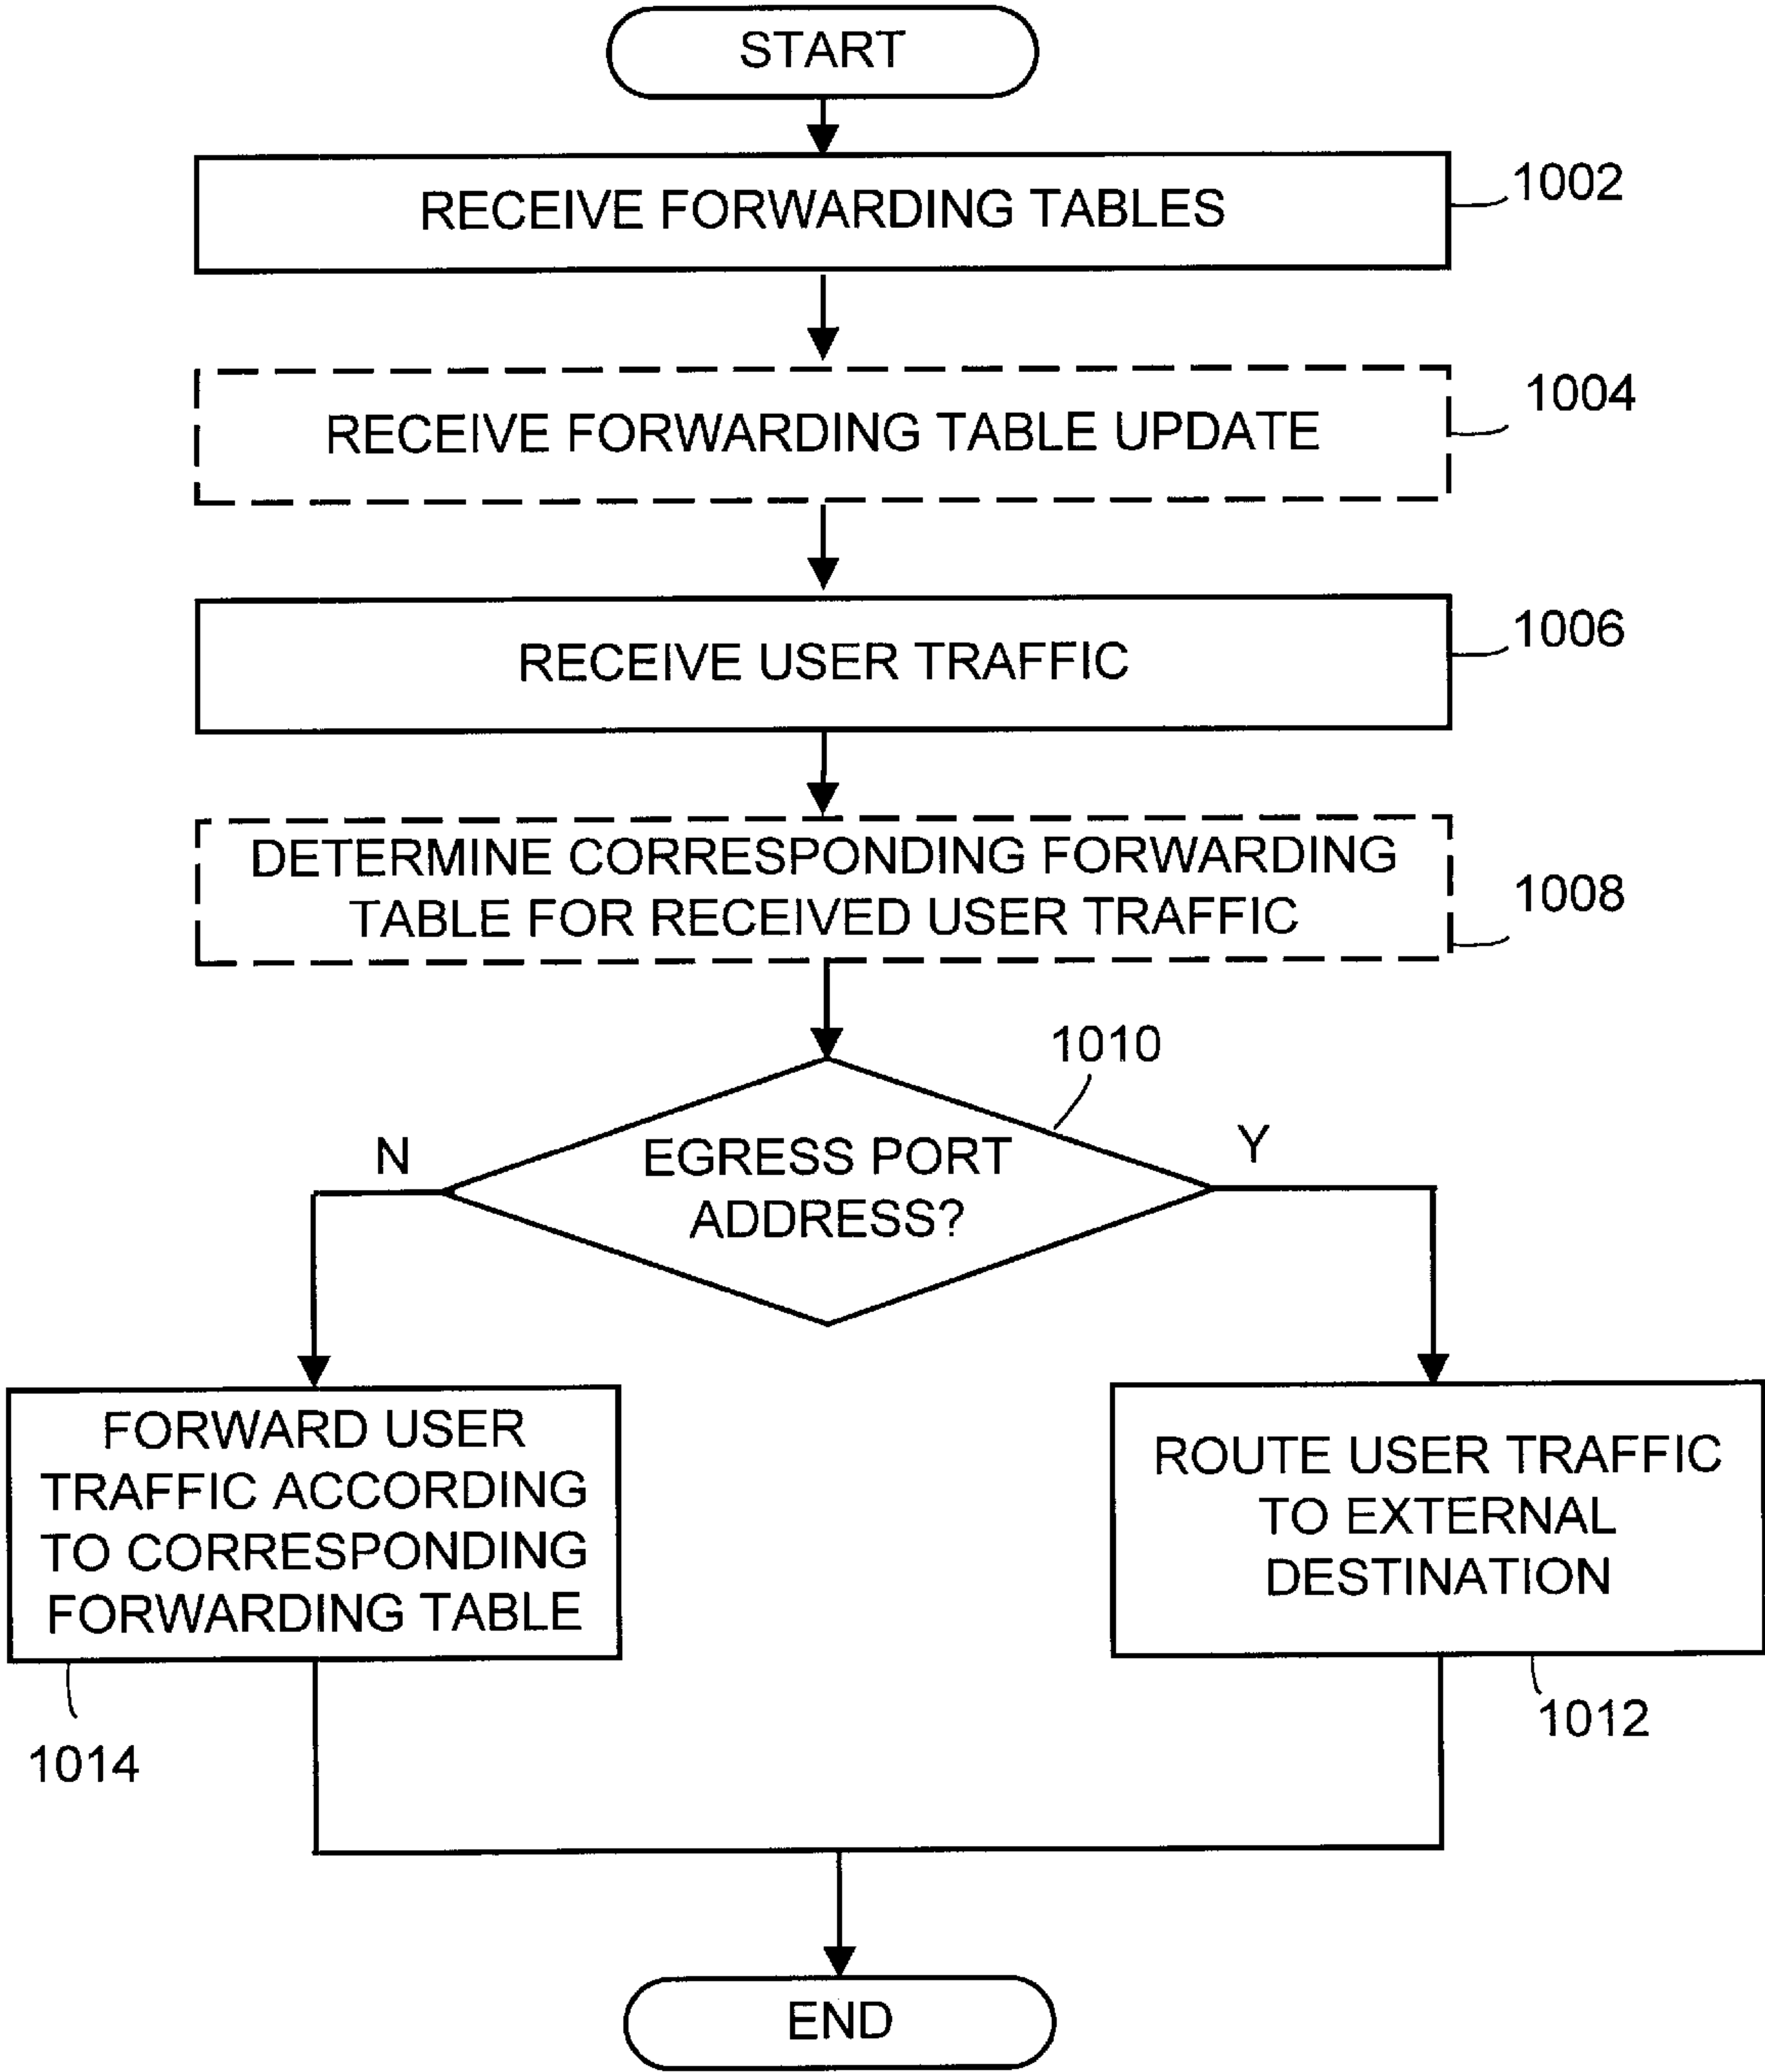 START
RECEIVE FORWARDING TABLES
1002
RECEIVE FORWARDING TABLE UPDATE
1004
RECEIVE USER TRAFFIC
1006
DETERMINE CORRESPONDING FORWARDING
TABLE FOR RECEIVED USER TRAFFIC
1008
1010
N
EGRESS PORT
ADDRESS?
Y
FORWARD USER
TRAFFIC ACCORDING
TO CORRESPONDING
FORWARDING TABLE
1014
ROUTE USER TRAFFIC
TO EXTERNAL
DESTINATION
1012
END